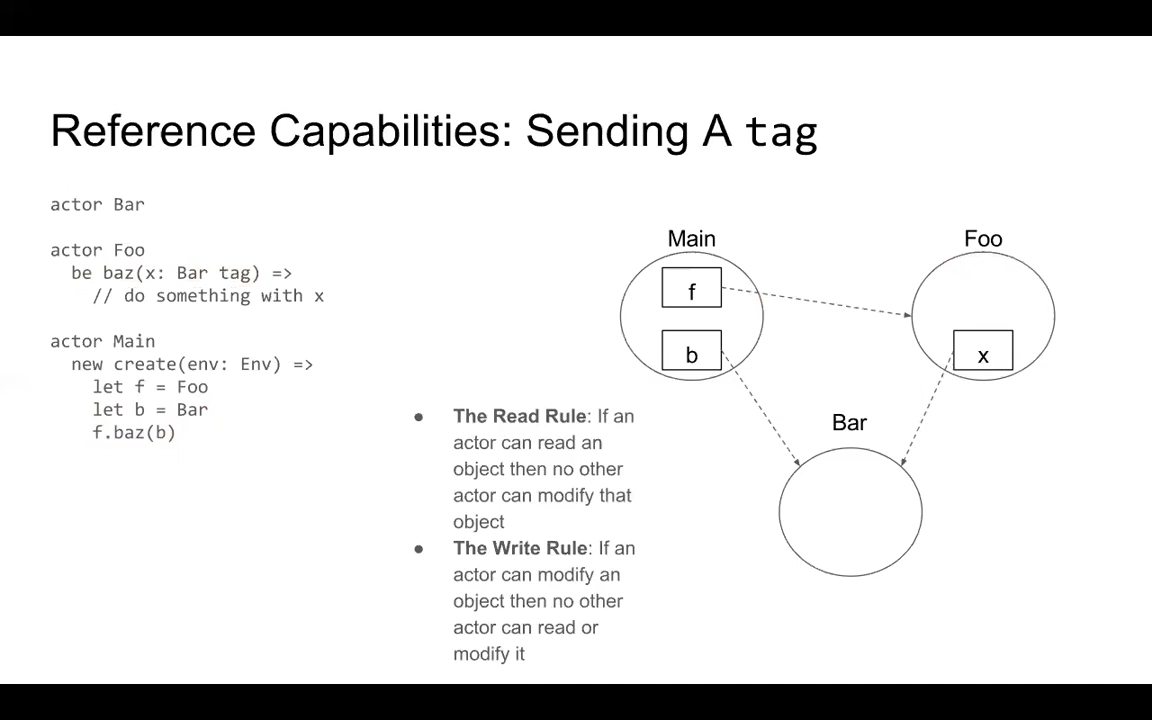 Reference Capabilities: Sending A tag
actor Bar
actor Foo
be baz(x: Bar tag) =>
// do something with x
actor Main
new create(env: Env) =>
let f = Foo
let b = Bar
f.baz(b)
● The Read Rule: If an
actor can read an
object then no other
actor can modify that
object
● The Write Rule: If an
actor can modify an
object then no other
actor can read or
modify it
Main
f
b
Foo
x
Bar